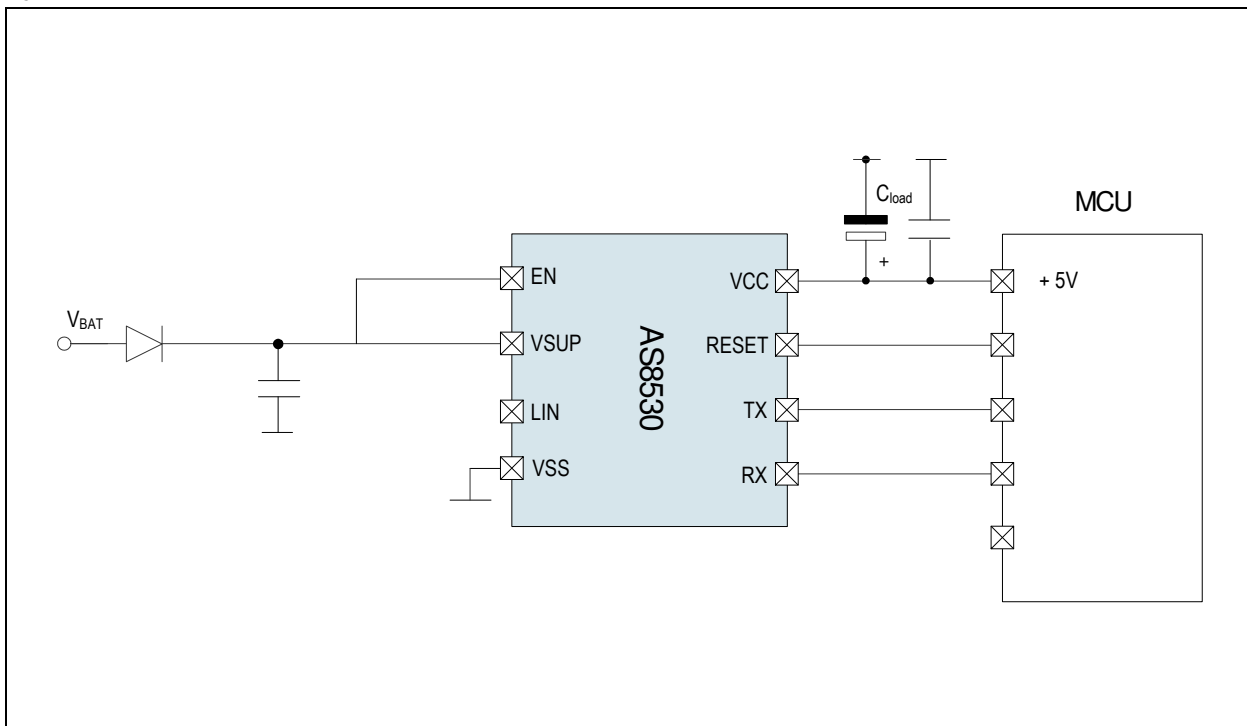 VBAT
EN
VSUP
LIN
VSS
AS8530
VCC
RESET
TX
RX
Cload
+
MCU
+ 5V